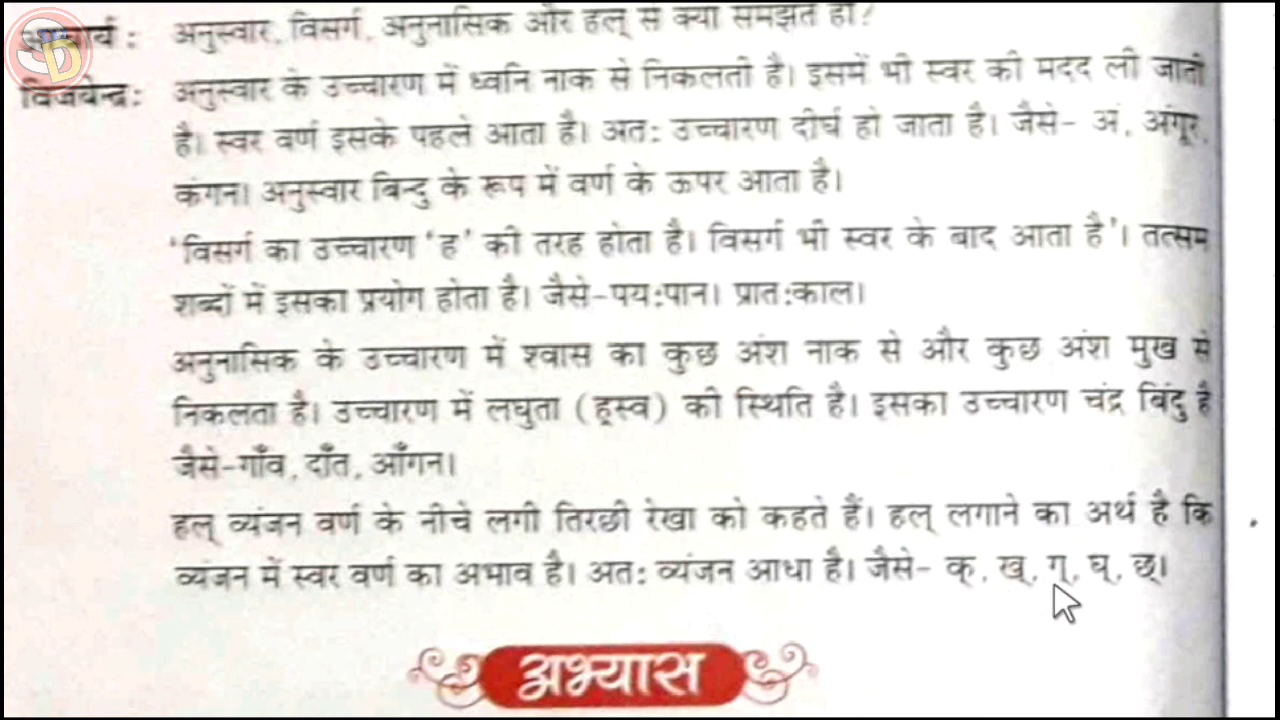 SD
आचार्य : अनुस्वार, विसर्ग, अनुनासिक और हल् से क्या समझते हो?
विजयेन्द्र: अनुस्वार के उच्चारण में ध्वनि नाक से निकलती है। इसमें भी स्वर की मदद ली जाती
है। स्वर वर्ण इसके पहले आता है। अतः उच्चारण दीर्घ हो जाता है। जैसे- अं, अंगूर,
कंगन। अनुस्वार बिन्दु के रूप में वर्ण के ऊपर आता है।
'विसर्ग का उच्चारण 'ह' की तरह होता है। विसर्ग भी स्वर के बाद आता है'। तत्सम
शब्दों में इसका प्रयोग होता है। जैसे-पय:पान। प्रात:काल।
अनुनासिक के उच्चारण में श्वास का कुछ अंश नाक से और कुछ अंश मुख से
निकलता है। उच्चारण में लघुता (ह्रस्व) की स्थिति है। इसका उच्चारण चंद्र बिंदु है
जैसे-गाँव, दाँत, आँगन।
हल् व्यंजन वर्ण के नीचे लगी तिरछी रेखा को कहते हैं। हल् लगाने का अर्थ है कि
व्यंजन में स्वर वर्ण का अभाव है। अतः व्यंजन आधा है। जैसे- क्, ख्, ग्, घ्, छ्।
अभ्यास